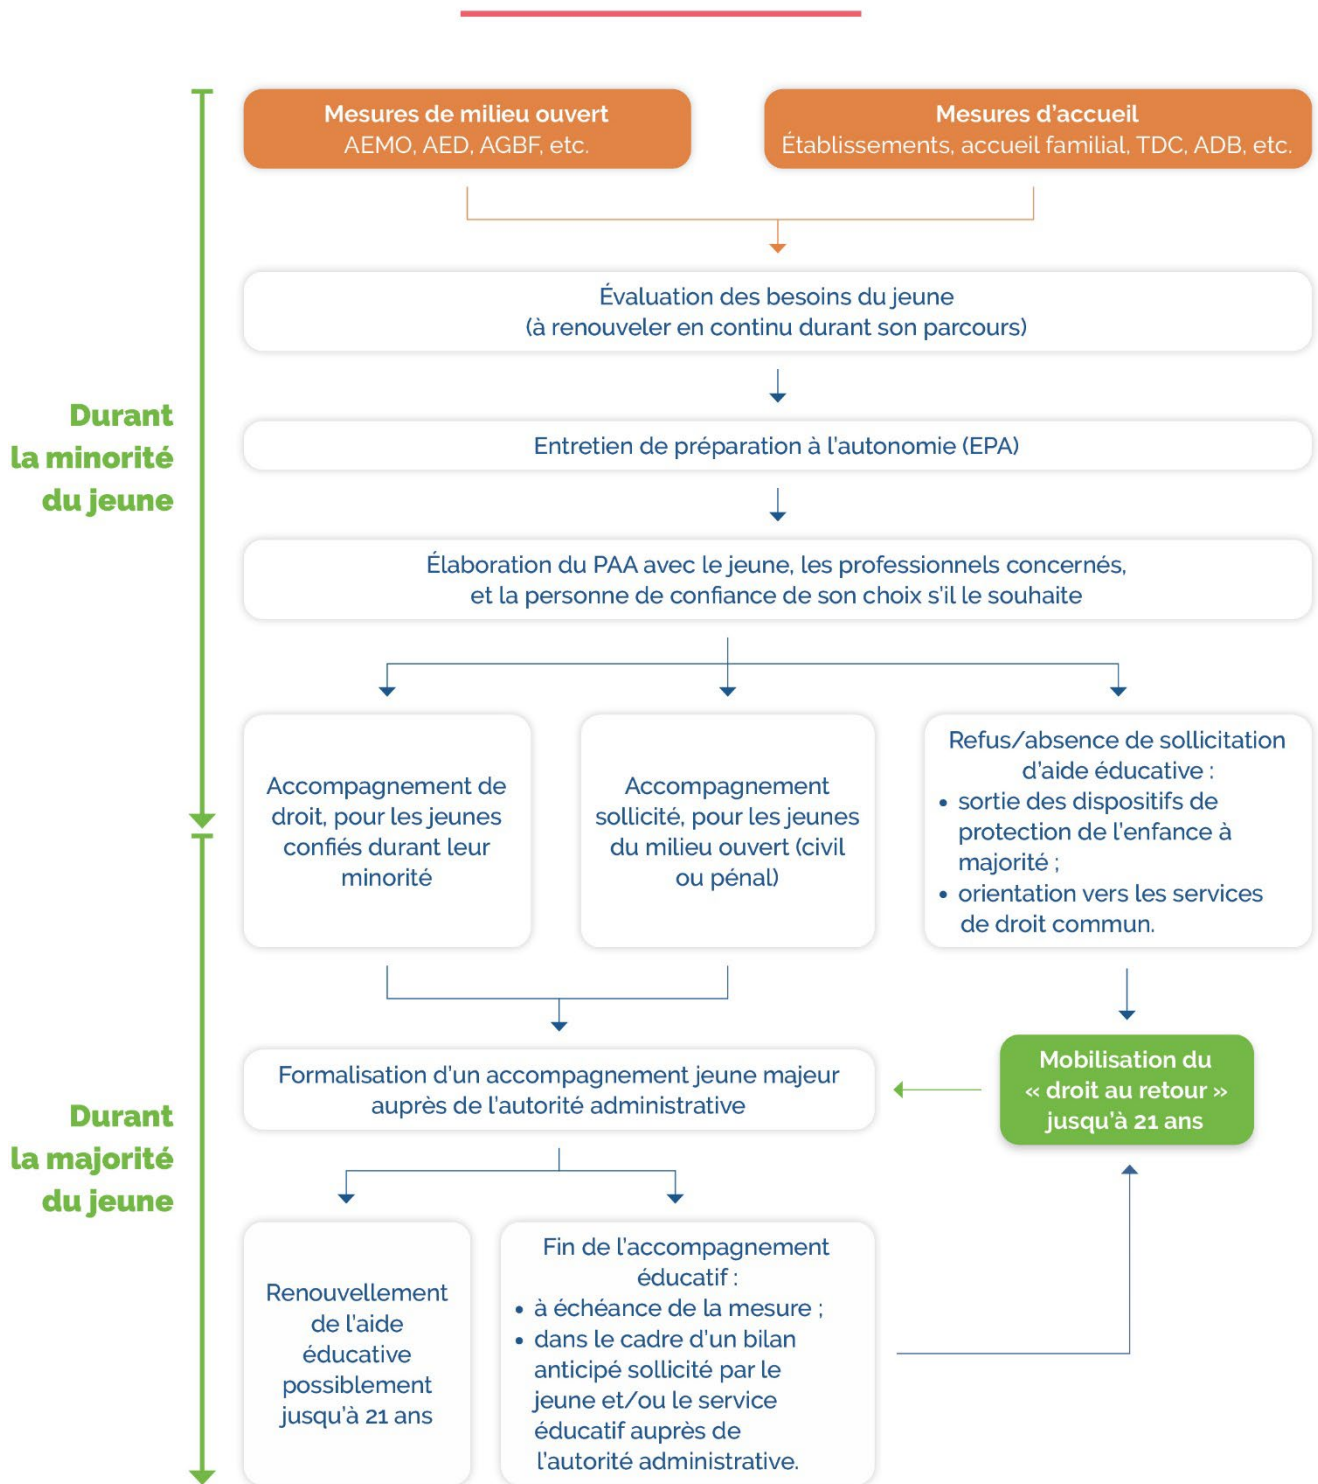 Mesures de milieu ouvert
AEMO, AED, AGBF, etc.
Mesures d’accueil
Établissements, accueil familial, TDC, ADB, etc.
Évaluation des besoins du jeune
(à renouveler en continu durant son parcours)
Durant
la minorité
du jeune
Entretien de préparation à l’autonomie (EPA)
Élaboration du PAA avec le jeune, les professionnels concernés,
et la personne de confiance de son choix s’il le souhaite
Accompagnement de
droit, pour les jeunes
confiés durant leur
minorité
Accompagnement
sollicité, pour les jeunes
du milieu ouvert (civil
ou pénal)
Refus/absence de sollicitation
d’aide éducative :
• sortie des dispositifs de
protection de l’enfance à
majorité ;
• orientation vers les services
de droit commun.
Formalisation d’un accompagnement jeune majeur
auprès de l’autorité administrative
Mobilisation du
« droit au retour »
jusqu’à 21 ans
Durant
la majorité
du jeune
Renouvellement
de l’aide
éducative
possiblement
jusqu’à 21 ans
Fin de l’accompagnement
éducatif :
• à échéance de la mesure ;
• dans le cadre d’un bilan
anticipé sollicité par le
jeune et/ou le service
éducatif auprès de
l’autorité administrative.